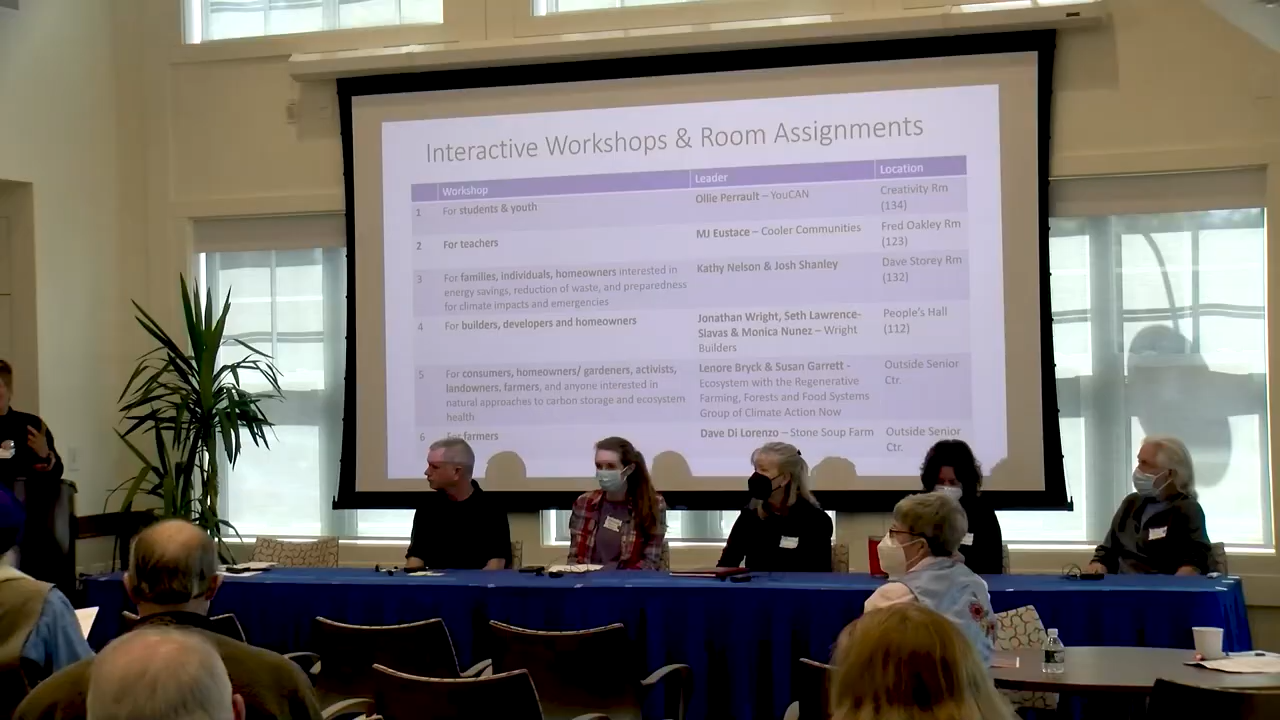 Interactive Workshops & Room Assignments
Workshop Leader Location
1 For students & youth Ollie Perrault – YouCAN Creativity Rm
(134)
2 For teachers MJ Eustace – Cooler Communities Fred Oakley Rm
(123)
3 For families, individuals, homeowners interested in Kathy Nelson & Josh Shanley Dave Storey Rm
energy savings, reduction of waste, and preparedness (132)
for climate impacts and emergencies
4 For builders, developers and homeowners Jonathan Wright, Seth Lawrence- People's Hall
Slavas & Monica Nunez – Wright (112)
Builders
5 For consumers, homeowners/ gardeners, activists, Lenore Bryck & Susan Garrett - Outside Senior
landowners, farmers, and anyone interested in Ecosystem with the Regenerative Ctr.
natural approaches to carbon storage and ecosystem Farming, Forests and Food Systems
health Group of Climate Action Now
6 For farmers Dave Di Lorenzo – Stone Soup Farm Outside Senior
Ctr.